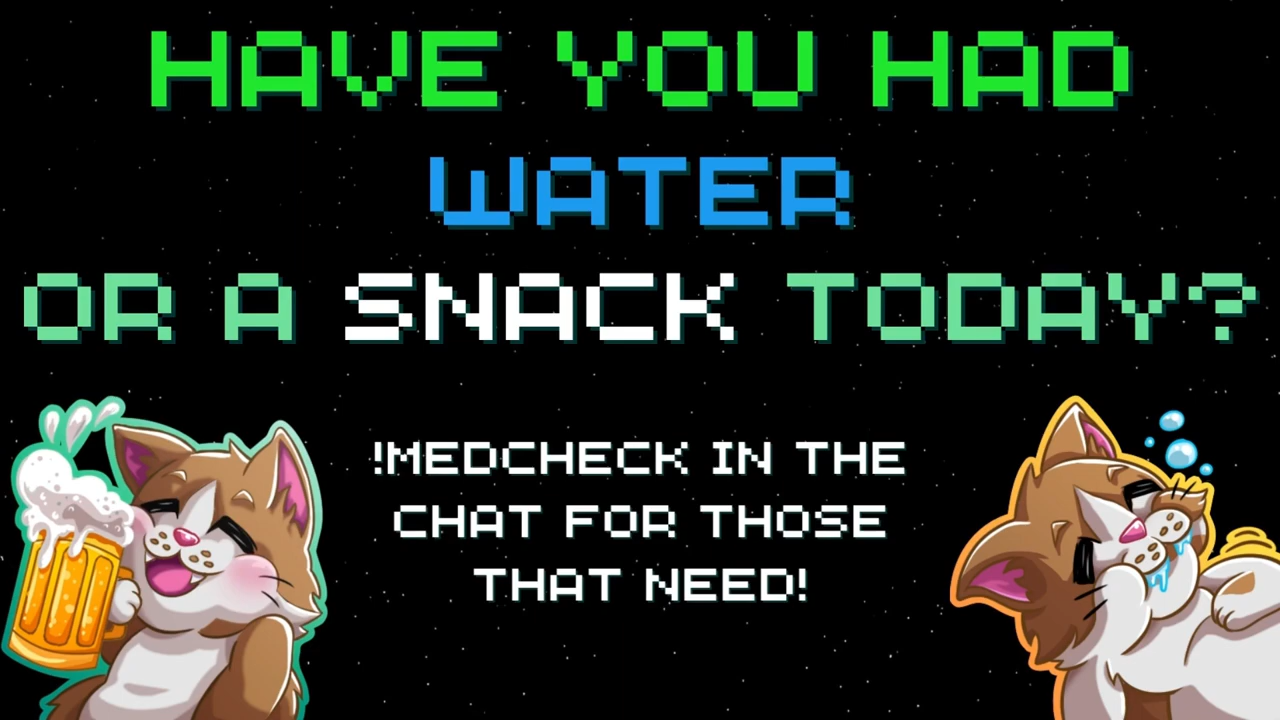 HAVE YOU HAD
WATER
OR A SNACK TODAY?
!MEDCHECK IN THE
CHAT FOR THOSE
THAT NEED!